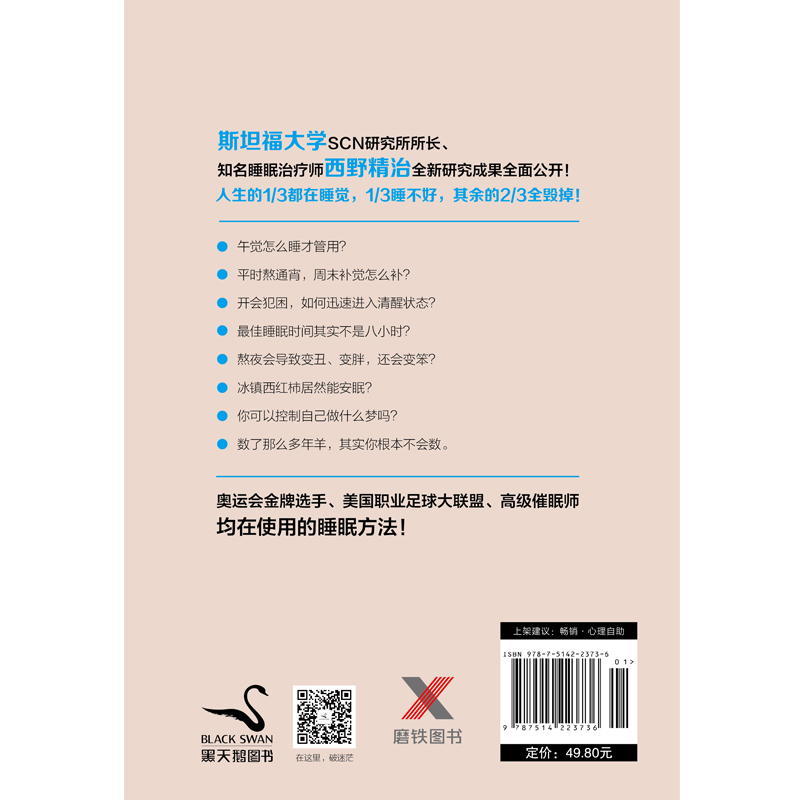 斯坦福大学SCN研究所所长、
知名睡眠治疗师西野精治全新研究成果全面公开！
人生的1/3都在睡觉，1/3睡不好，其余的2/3全毁掉！
午觉怎么睡才管用？
平时熬通宵，周末补觉怎么补？
开会犯困，如何迅速进入清醒状态？
最佳睡眠时间其实不是八小时？
熬夜会导致变丑、变胖，还会变笨？
冰镇西红柿居然能安眠？
你可以控制自己做什么梦吗？
数了那么多年羊，其实你根本不会数。
奥运会金牌选手、美国职业足球大联盟、高级催眠师
均在使用的睡眠方法！
上架建议：畅销·心理自助
ISBN 978-7-5142-2373-6
01>
9 787514 223736
定价：49.80元
BLACK SWAN
黑天鹅图书
在这里，破迷茫
磨铁图书